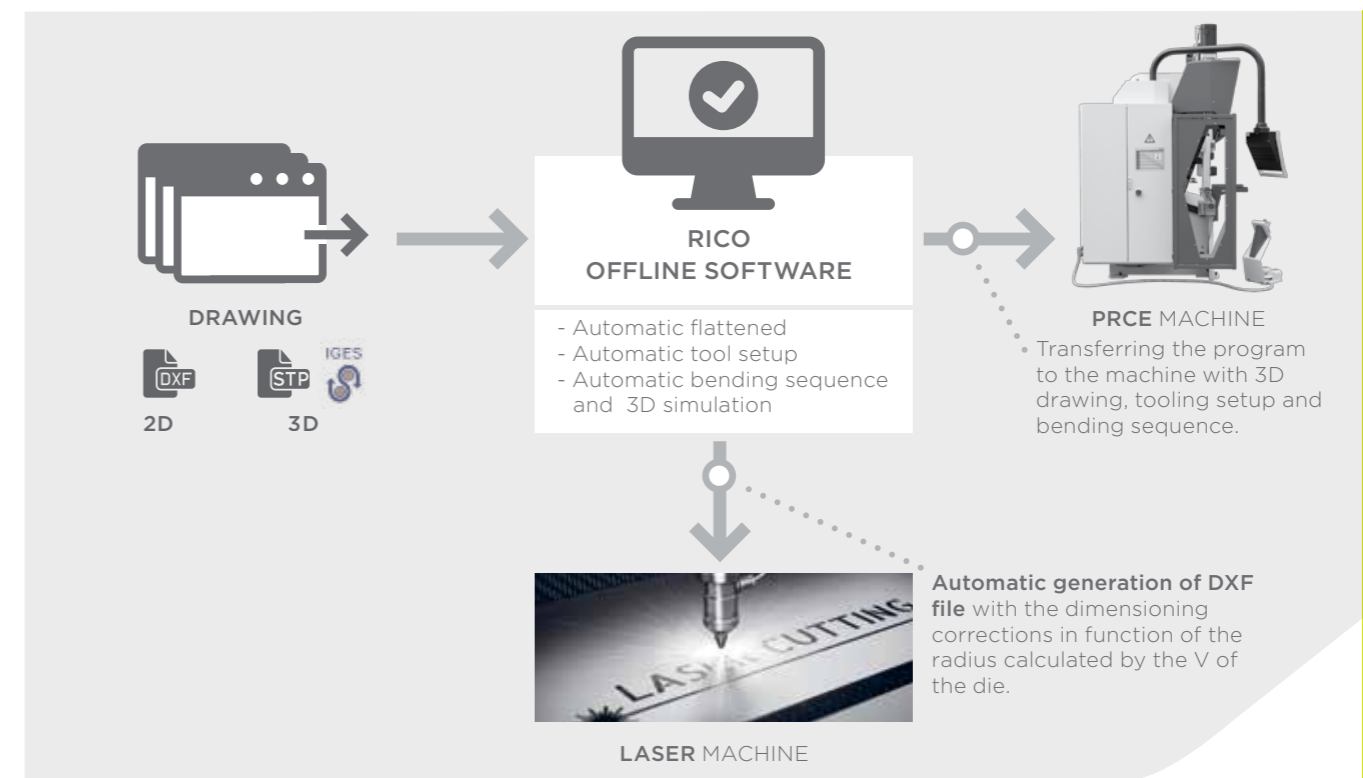 DRAWING
DXF
STP
IGES
2D
3D
RICO
OFFLINE SOFTWARE
- Automatic flattened
- Automatic tool setup
- Automatic bending sequence
and 3D simulation
PRCE MACHINE
Transferring the program
to the machine with 3D
drawing, tooling setup and
bending sequence.
Automatic generation of DXF
file with the dimensioning
corrections in function of the
radius calculated by the V of
the die.
LASER CUTTING
LASER MACHINE